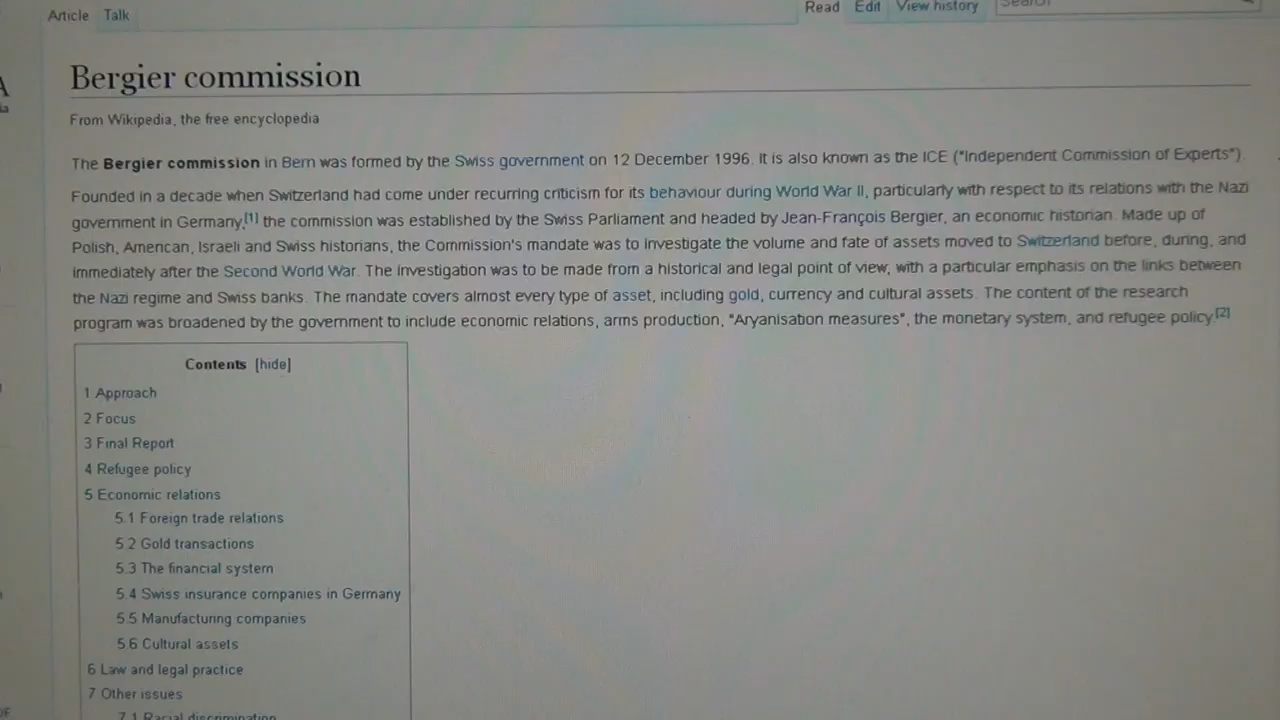 Article Talk Read Edit View history Search
Bergier commission
From Wikipedia, the free encyclopedia
The Bergier commission in Bern was formed by the Swiss government on 12 December 1996. It is also known as the ICE ("Independent Commission of Experts").
Founded in a decade when Switzerland had come under recurring criticism for its behaviour during World War II, particularly with respect to its relations with the Nazi
government in Germany,[1] the commission was established by the Swiss Parliament and headed by Jean-François Bergier, an economic historian. Made up of
Polish, American, Israeli and Swiss historians, the Commission's mandate was to investigate the volume and fate of assets moved to Switzerland before, during, and
immediately after the Second World War. The investigation was to be made from a historical and legal point of view, with a particular emphasis on the links between
the Nazi regime and Swiss banks. The mandate covers almost every type of asset, including gold, currency and cultural assets. The content of the research
program was broadened by the government to include economic relations, arms production, "Aryanisation measures", the monetary system, and refugee policy.[2]
Contents [hide]
1 Approach
2 Focus
3 Final Report
4 Refugee policy
5 Economic relations
5.1 Foreign trade relations
5.2 Gold transactions
5.3 The financial system
5.4 Swiss insurance companies in Germany
5.5 Manufacturing companies
5.6 Cultural assets
6 Law and legal practice
7 Other issues
7.1 Racial discrimination